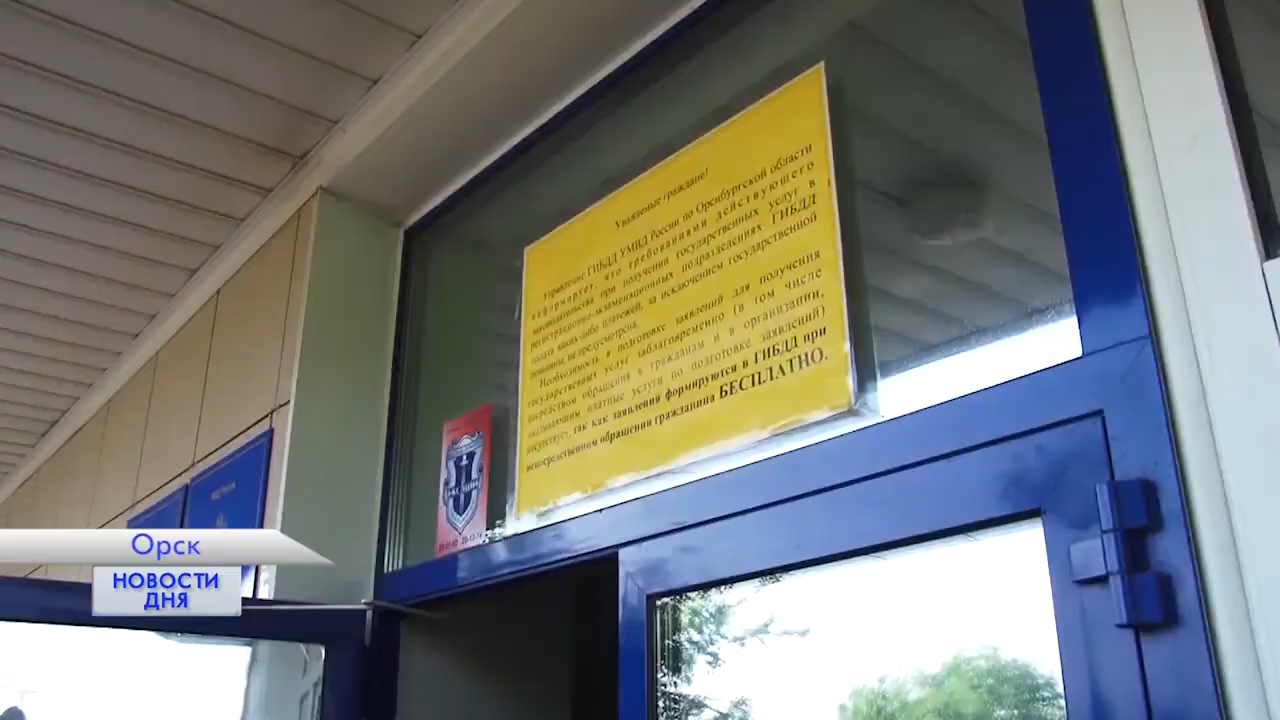 Уважаемые граждане!
Управление ГИБДД УМВД России по Оренбургской области
информирует, что требованиями действующего
законодательства при получении государственных услуг в
регистрационно-экзаменационных подразделениях ГИБДД
плата каких-либо платежей, за исключением государственной
пошлины, не предусмотрена.
Необходимость в подготовке заявлений для получения
государственных услуг заблаговременно (в том числе
посредством обращения к гражданам и в организации,
оказывающим платные услуги по подготовке заявлений)
отсутствует, так как заявления формируются в ГИБДД при
непосредственном обращении гражданина БЕСПЛАТНО.
Орск
НОВОСТИ
ДНЯ